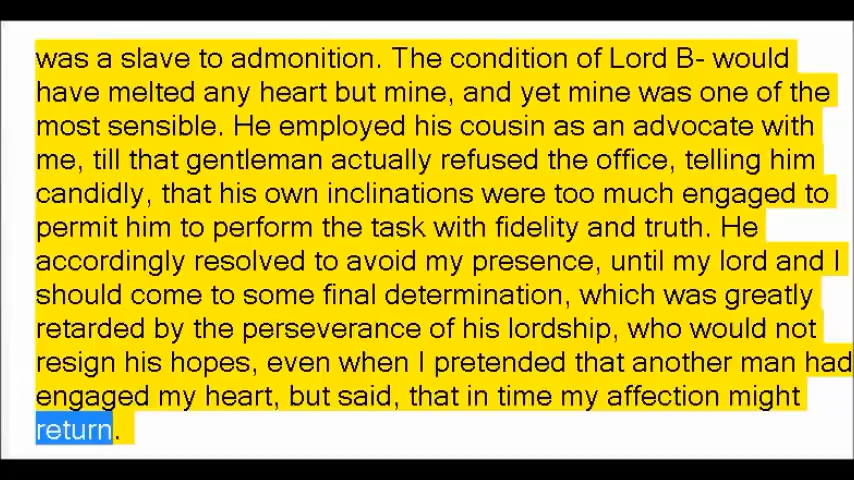 was a slave to admonition. The condition of Lord B- would
have melted any heart but mine, and yet mine was one of the
most sensible. He employed his cousin as an advocate with
me, till that gentleman actually refused the office, telling him
candidly, that his own inclinations were too much engaged to
permit him to perform the task with fidelity and truth. He
accordingly resolved to avoid my presence, until my lord and I
should come to some final determination, which was greatly
retarded by the perseverance of his lordship, who would not
resign his hopes, even when I pretended that another man had
engaged my heart, but said, that in time my affection might
return.